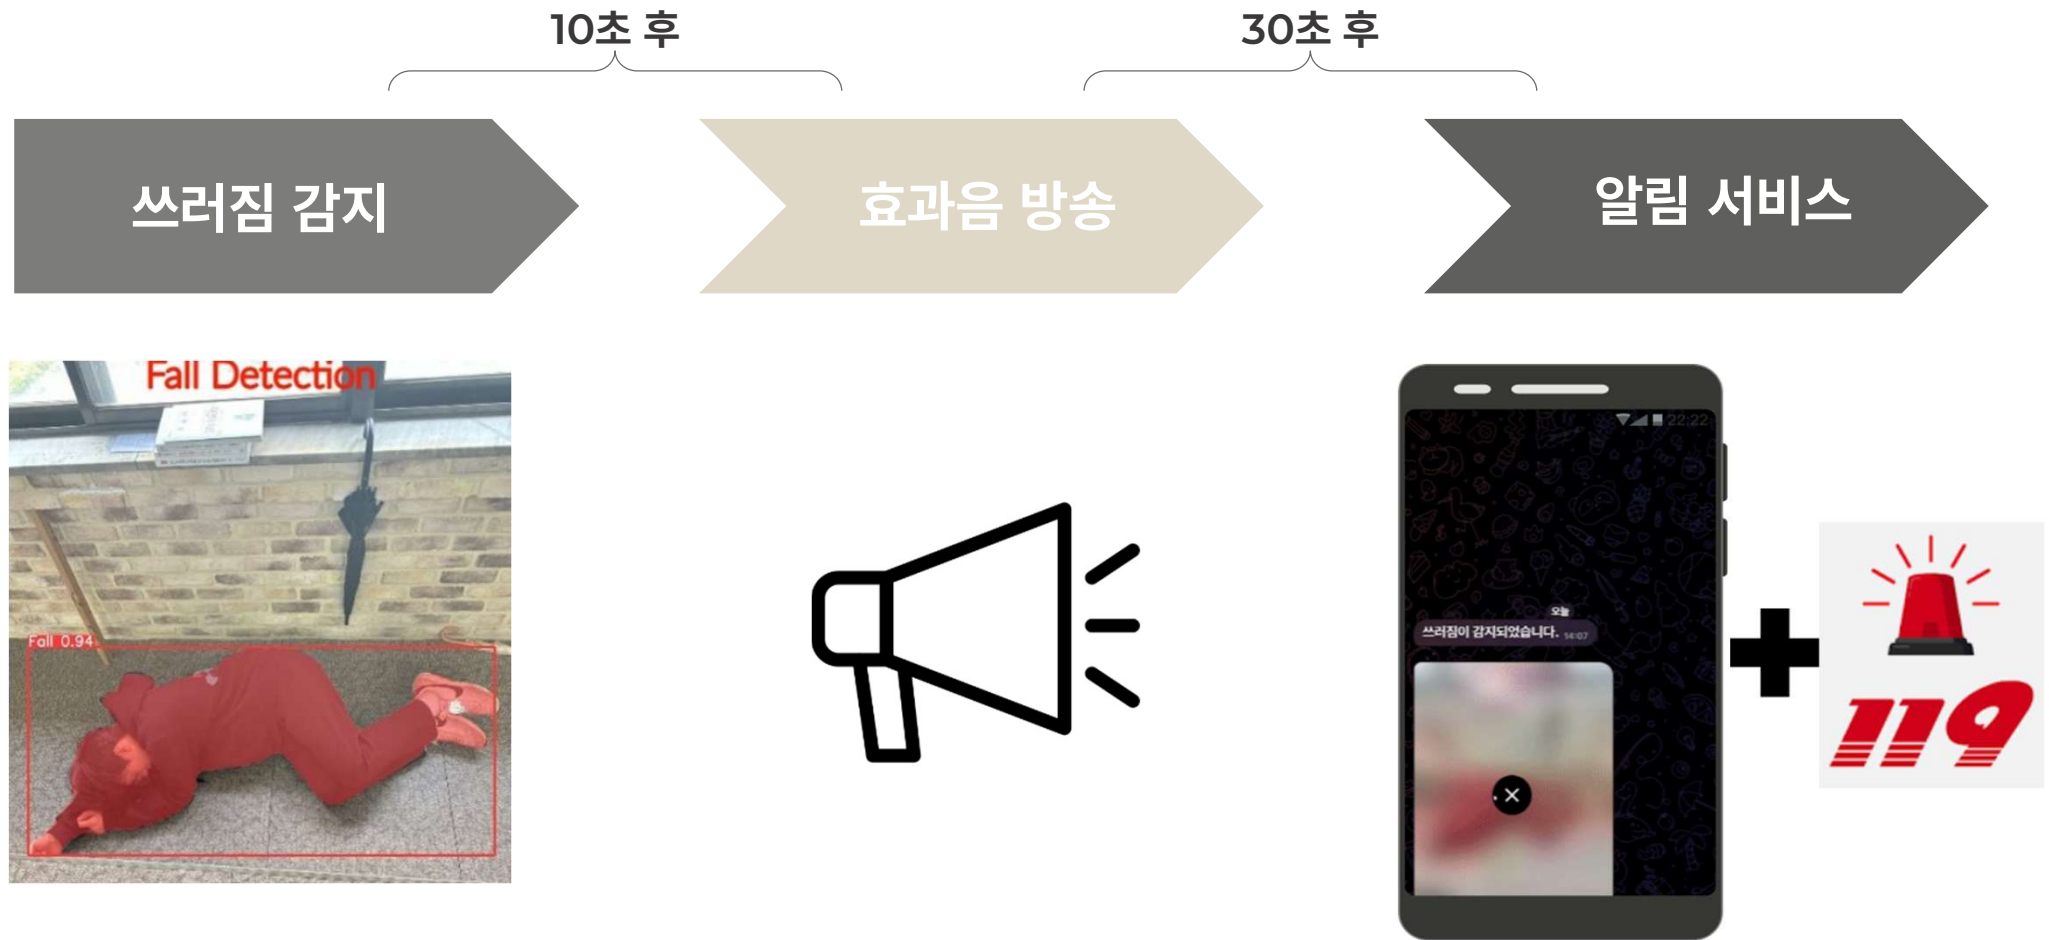 10초 후
30초 후
쓰러짐 감지
효과음 방송
알림 서비스
Fall Detection
Fall 0.94
22:22
오늘
쓰러짐이 감지되었습니다. 14:07
119